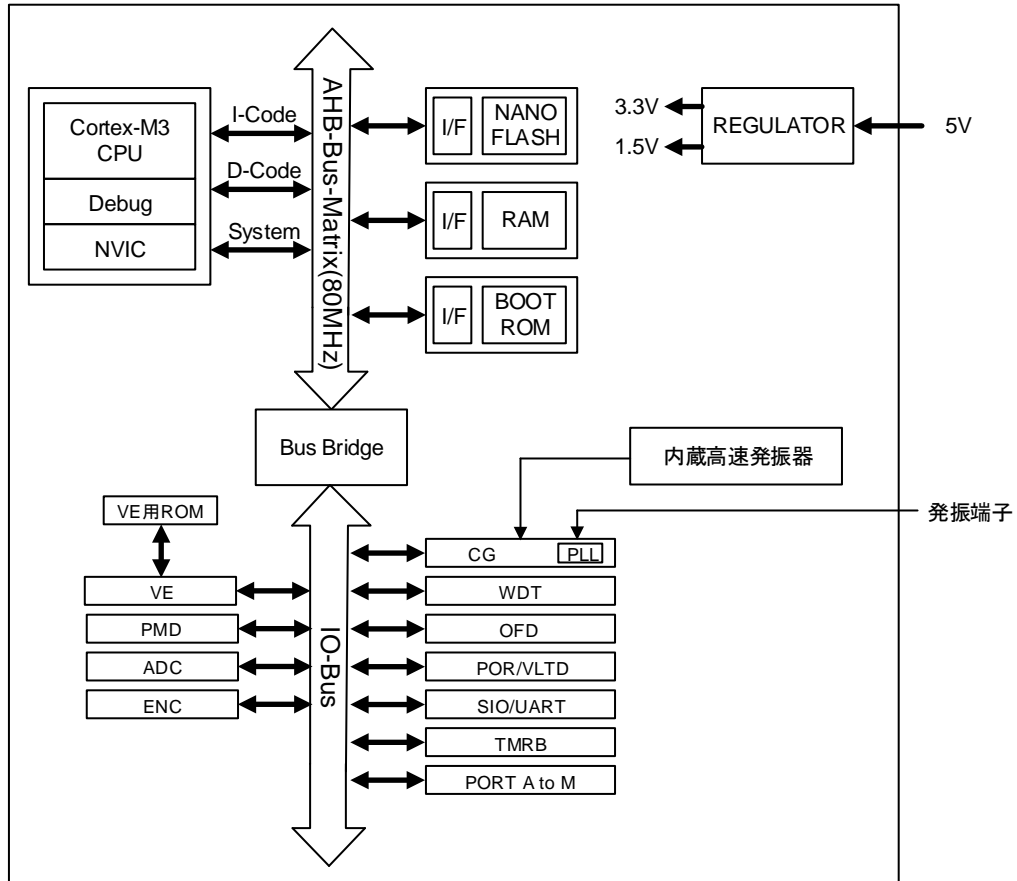 Cortex-M3
CPU
Debug
NVIC
I-Code
D-Code
System
AHB-Bus-Matrix(80MHz)
I/F
NANO
FLASH
I/F
RAM
I/F
BOOT
ROM
3.3V
1.5V
REGULATOR
5V
Bus Bridge
内蔵高速発振器
発振端子
VE用ROM
VE
PMD
ADC
ENC
IO-Bus
CG
PLL
WDT
OFD
POR/VLTD
SIO/UART
TMRB
PORT A to M